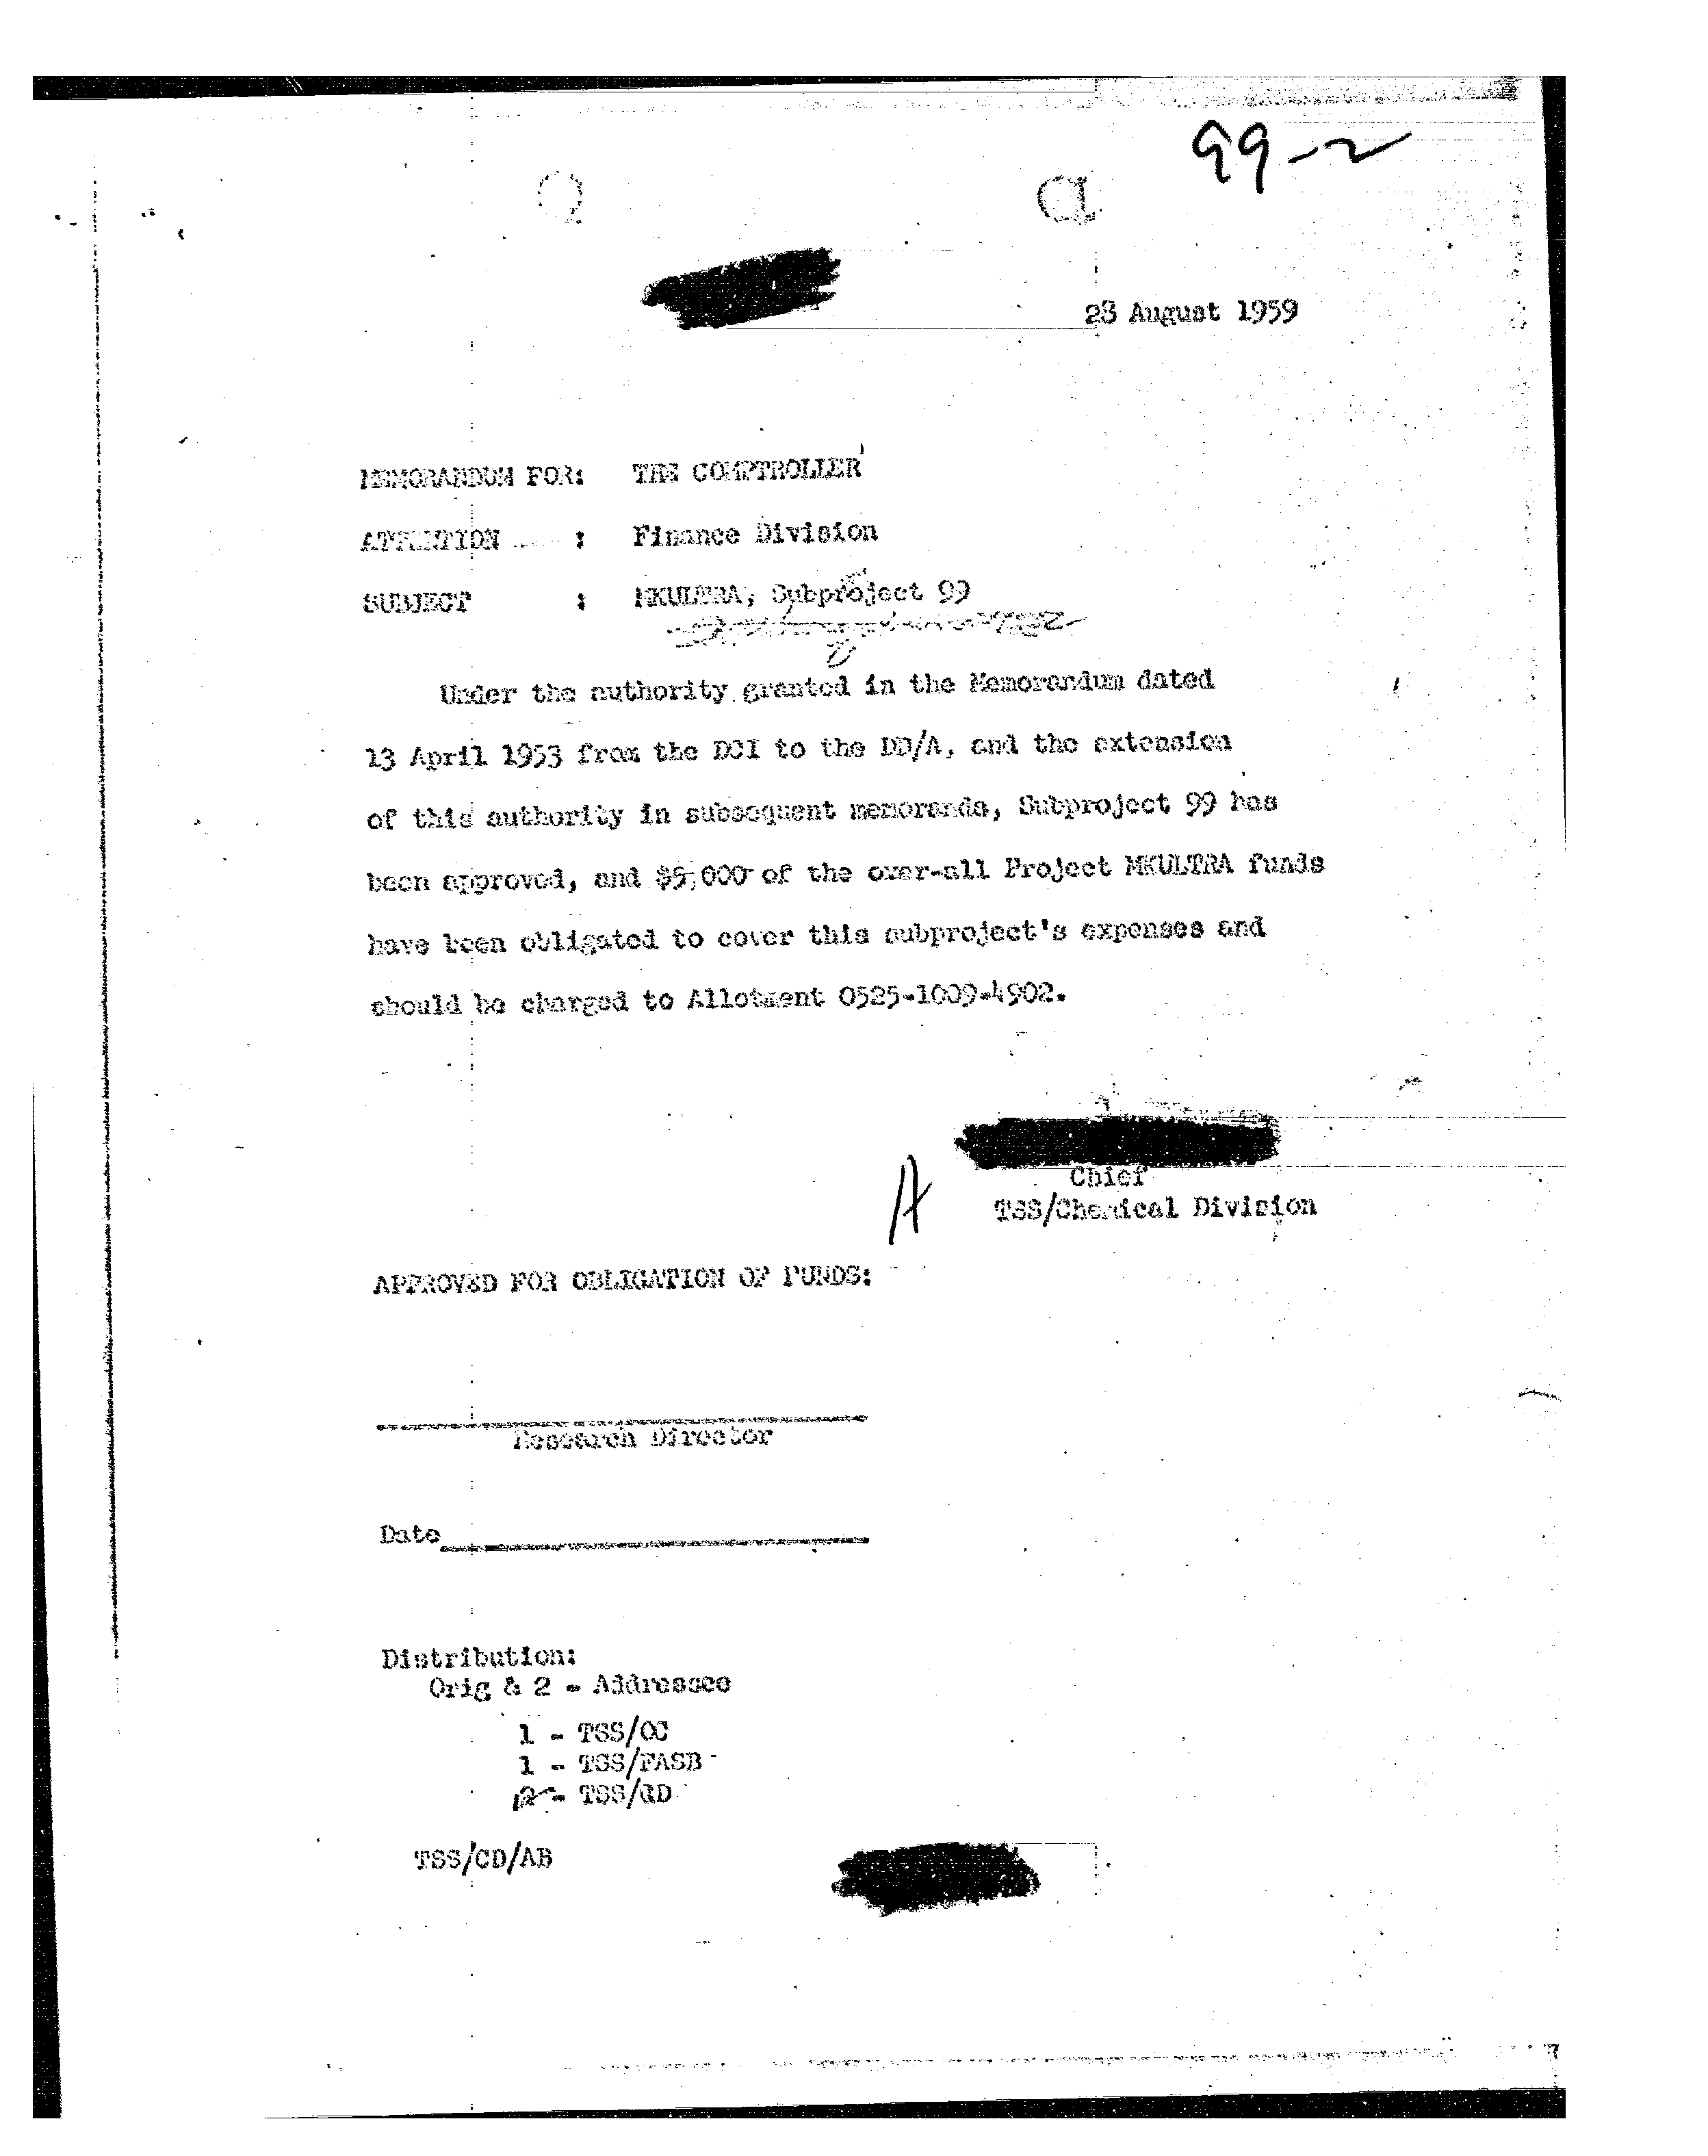 99-2
28 August 1959
MEMORANDUM FOR: THE COMPTROLLER
ATTENTION : Finance Division
SUBJECT : MKULTRA, Subproject 99
Under the authority granted in the Memorandum dated
13 April 1953 from the DCI to the DD/A, and the extension
of this authority in subsequent memoranda, Subproject 99 has
been approved, and $5,000 of the over-all Project MKULTRA funds
have been obligated to cover this subproject's expenses and
should be charged to Allotment 0525-1009-4902.
Chief
TSS/Chemical Division
APPROVED FOR OBLIGATION OF FUNDS:
Research Director
Date
Distribution:
Orig & 2 - Addressee
1 - TSS/OC
1 - TSS/FASB
2 - TSS/RD
TSS/CD/AB